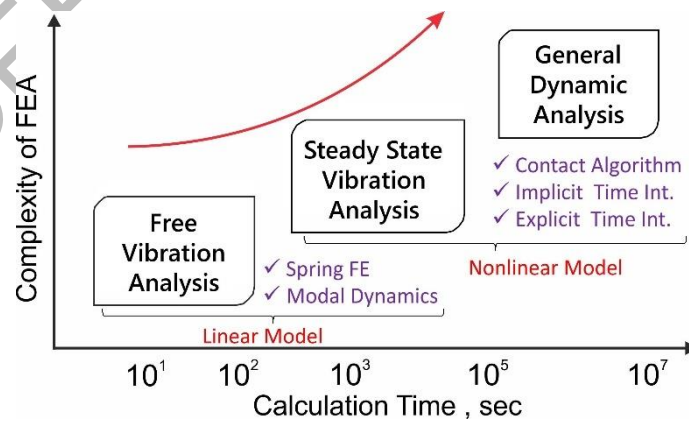 Complexity of FEA
General
Dynamic
Analysis
Steady State
Vibration
Analysis
✓ Contact Algorithm
✓ Implicit Time Int.
✓ Explicit Time Int.
Free
Vibration
Analysis
✓ Spring FE
✓ Modal Dynamics
Nonlinear Model
Linear Model
10¹ 10² 10³ 10⁵ 10⁷
Calculation Time , sec